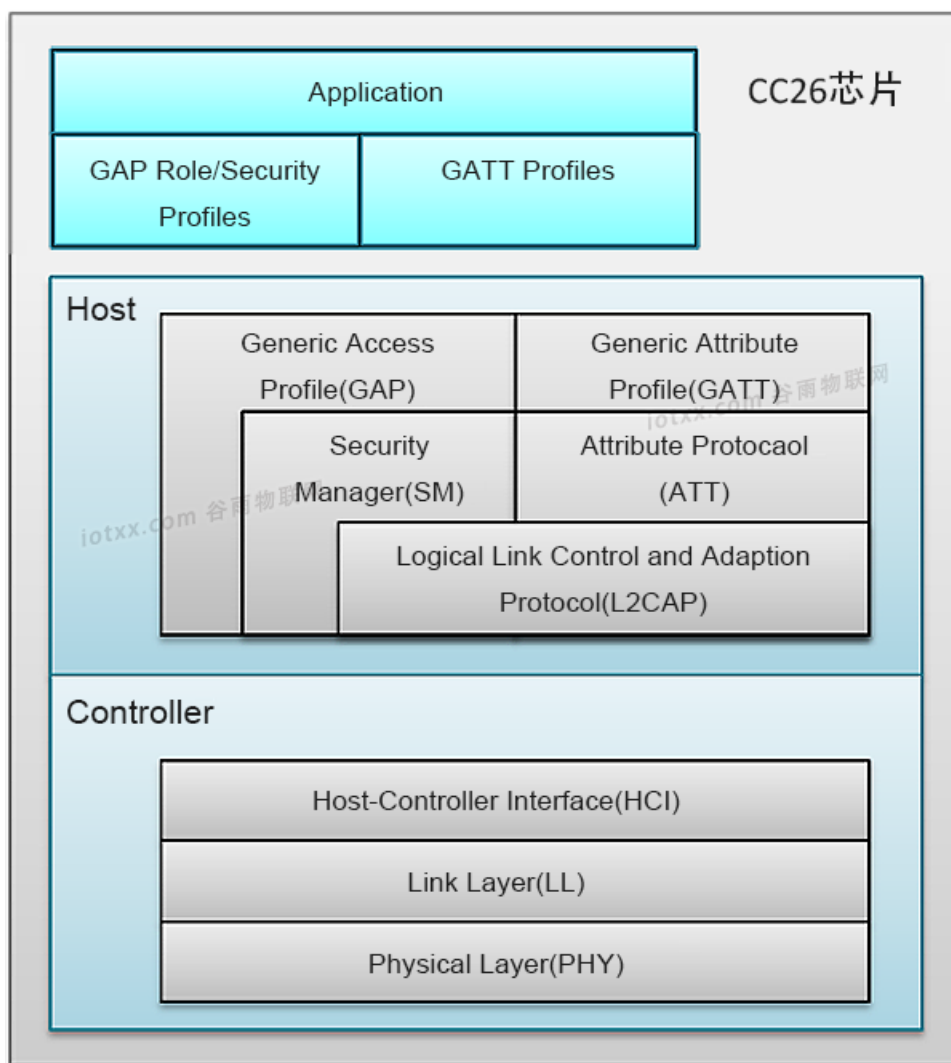 Application
CC26芯片
GAP Role/Security
Profiles
GATT Profiles
Host
Generic Access
Profile(GAP)
Generic Attribute
Profile(GATT)
iotxx.com 谷雨物联网
Security
Manager(SM)
Attribute Protocaol
(ATT)
iotxx.com 谷雨物联网
Logical Link Control and Adaption
Protocol(L2CAP)
Controller
Host-Controller Interface(HCI)
Link Layer(LL)
Physical Layer(PHY)